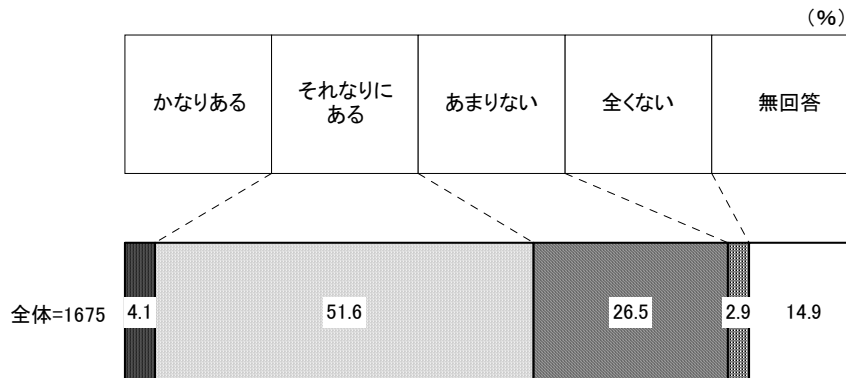 (%)
かなりある
それなりに
ある
あまりない
全くない
無回答
全体=1675
4.1
51.6
26.5
2.9
14.9